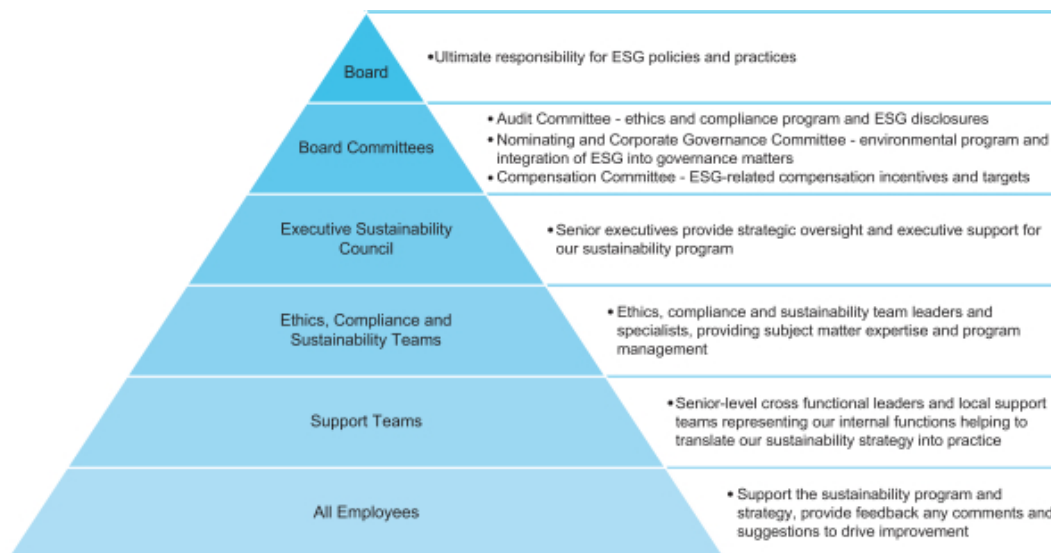 Board
•Ultimate responsibility for ESG policies and practices
Board Committees
• Audit Committee - ethics and compliance program and ESG disclosures
• Nominating and Corporate Governance Committee - environmental program and
integration of ESG into governance matters
• Compensation Committee - ESG-related compensation incentives and targets
Executive Sustainability
Council
•Senior executives provide strategic oversight and executive support for
our sustainability program
Ethics, Compliance and
Sustainability Teams
• Ethics, compliance and sustainability team leaders and
specialists, providing subject matter expertise and program
management
Support Teams
•Senior-level cross functional leaders and local support
teams representing our internal functions helping to
translate our sustainability strategy into practice
All Employees
• Support the sustainability program and
strategy, provide feedback any comments and
suggestions to drive improvement